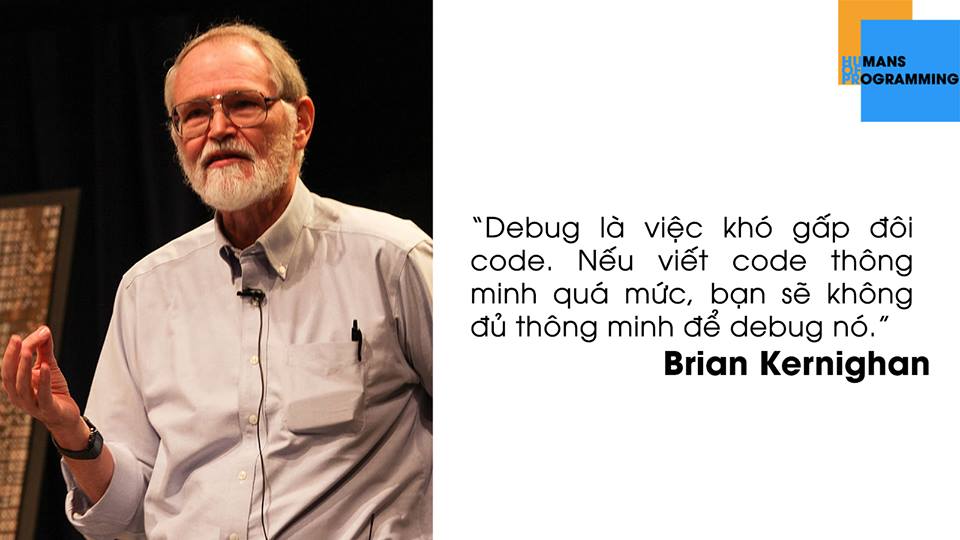 HUMANS
OF
PROGRAMMING
“Debug là việc khó gấp đôi
code. Nếu viết code thông
minh quá mức, bạn sẽ không
đủ thông minh để debug nó.”
Brian Kernighan